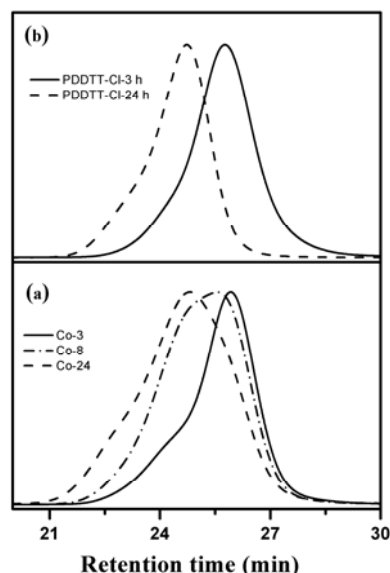 (b)
PDDTT-Cl-3 h
PDDTT-Cl-24 h
(a)
Co-3
Co-8
Co-24
21 24 27 30
Retention time (min)